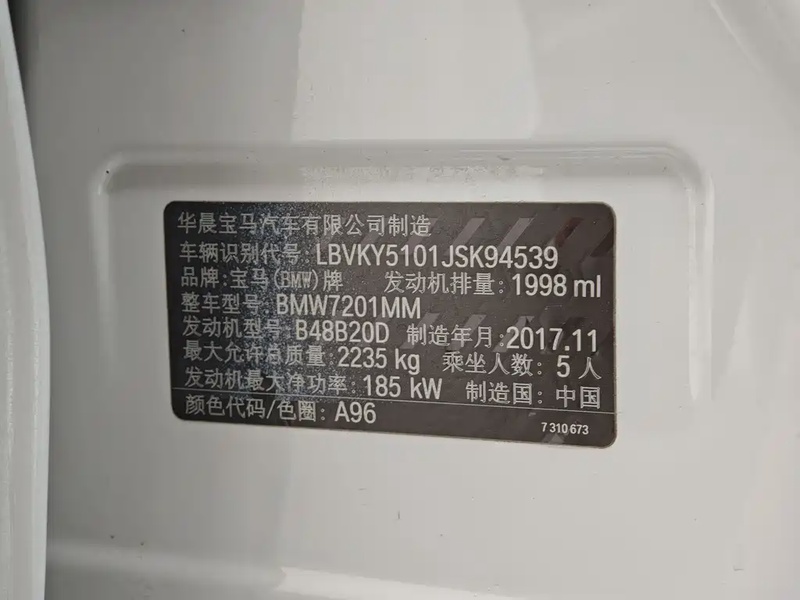 华晨宝马汽车有限公司制造
车辆识别代号: LBVKY5101JSK94539
品牌: 宝马(BMW)牌 发动机排量: 1998 ml
整车型号: BMW7201MM
发动机型号: B48B20D 制造年月: 2017.11
最大允许总质量: 2235 kg 乘坐人数: 5 人
发动机最大净功率: 185 kW 制造国: 中国
颜色代码/色圈: A96
7 310 673